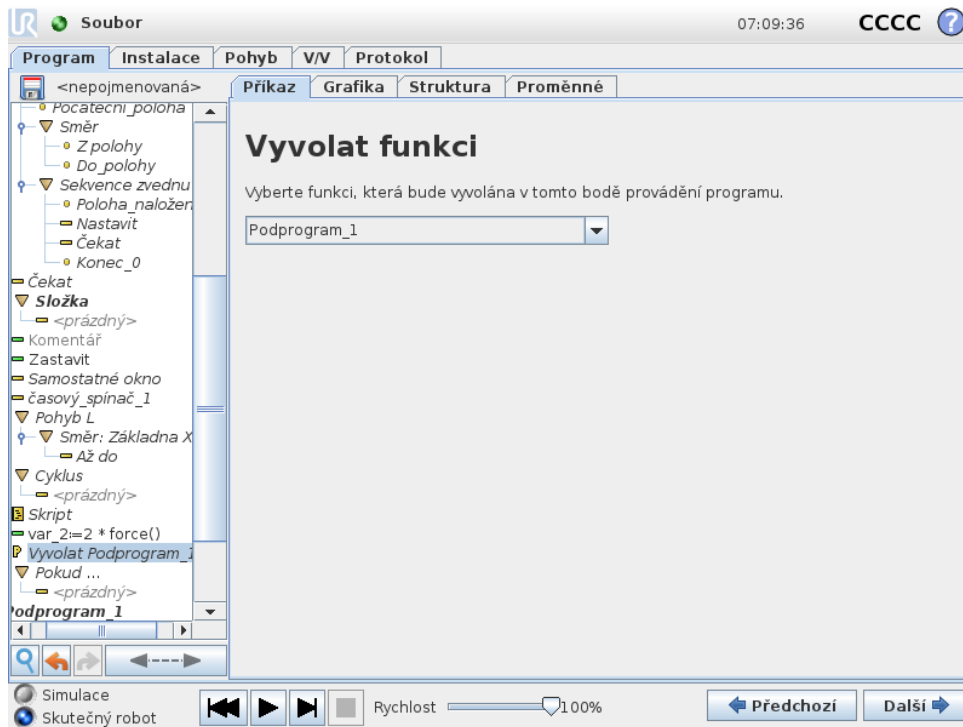 UR Soubor 07:09:36 CCCC ?
Program Instalace Pohyb V/V Protokol
<nepojmenovaná> Příkaz Grafika Struktura Proměnné
Počáteční_poloha
Směr
Z polohy
Do_polohy
Sekvence zvednu
Poloha_naložen
Nastavit
Čekat
Konec_0
Čekat
Složka
<prázdný>
Komentář
Zastavit
Samostatné okno
časový_spínač_1
Pohyb L
Směr: Základna X
Až do
Cyklus
<prázdný>
Skript
var_2:=2 * force()
Vyvolat Podprogram_1
Pokud ...
<prázdný>
Podprogram_1
Vyvolat funkci
Vyberte funkci, která bude vyvolána v tomto bodě provádění programu.
Podprogram_1
Simulace
Skutečný robot
Rychlost 100%
Předchozí Další